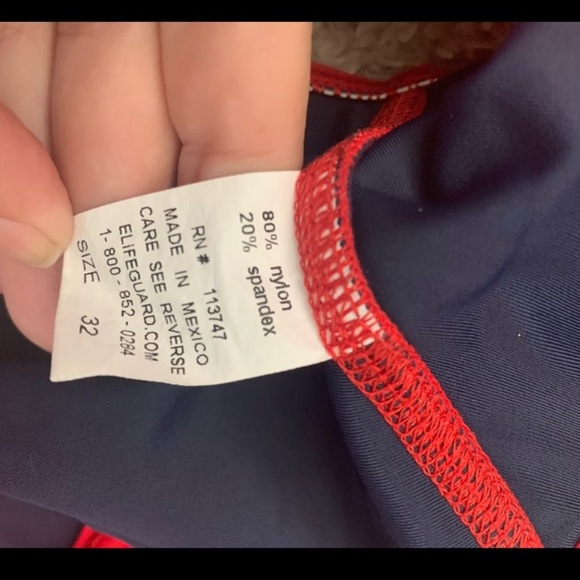 80% nylon
20% spandex
RN# 113747
MADE IN MEXICO
CARE SEE REVERSE
ELIFEGUARD.COM
1-800-852-0284
SIZE 32